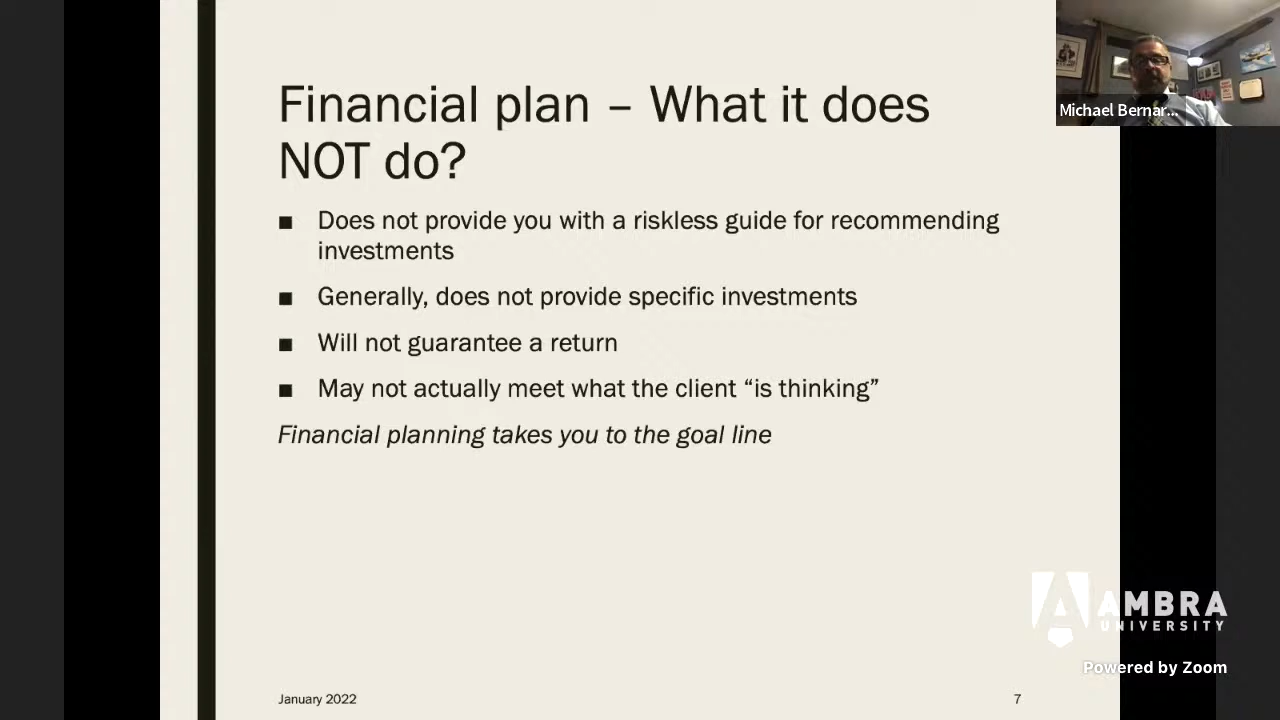 Financial plan – What it does
NOT do?
■ Does not provide you with a riskless guide for recommending
investments
■ Generally, does not provide specific investments
■ Will not guarantee a return
■ May not actually meet what the client “is thinking”
Financial planning takes you to the goal line
January 2022
7
Michael Bernar...
AMBRA
UNIVERSITY
Powered by Zoom